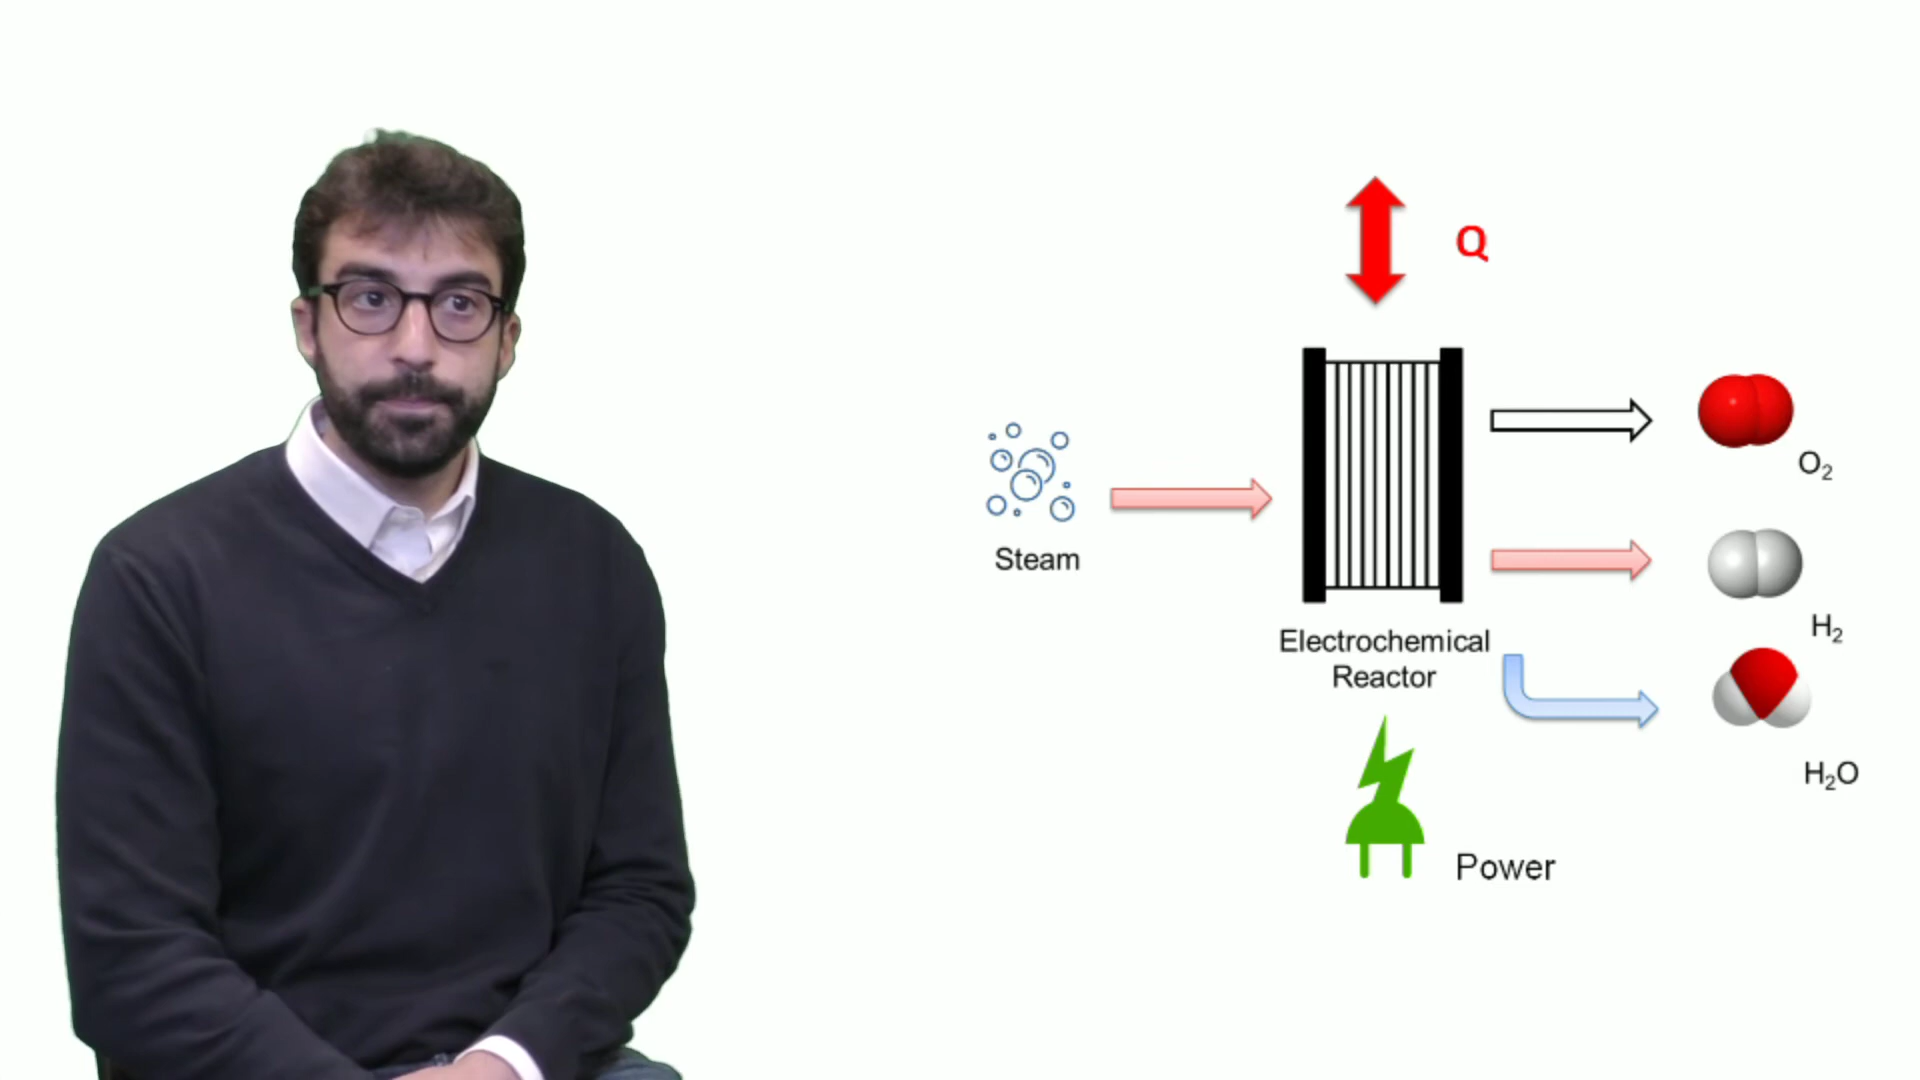 Q
O₂
Steam
H₂
Electrochemical
Reactor
H₂O
Power